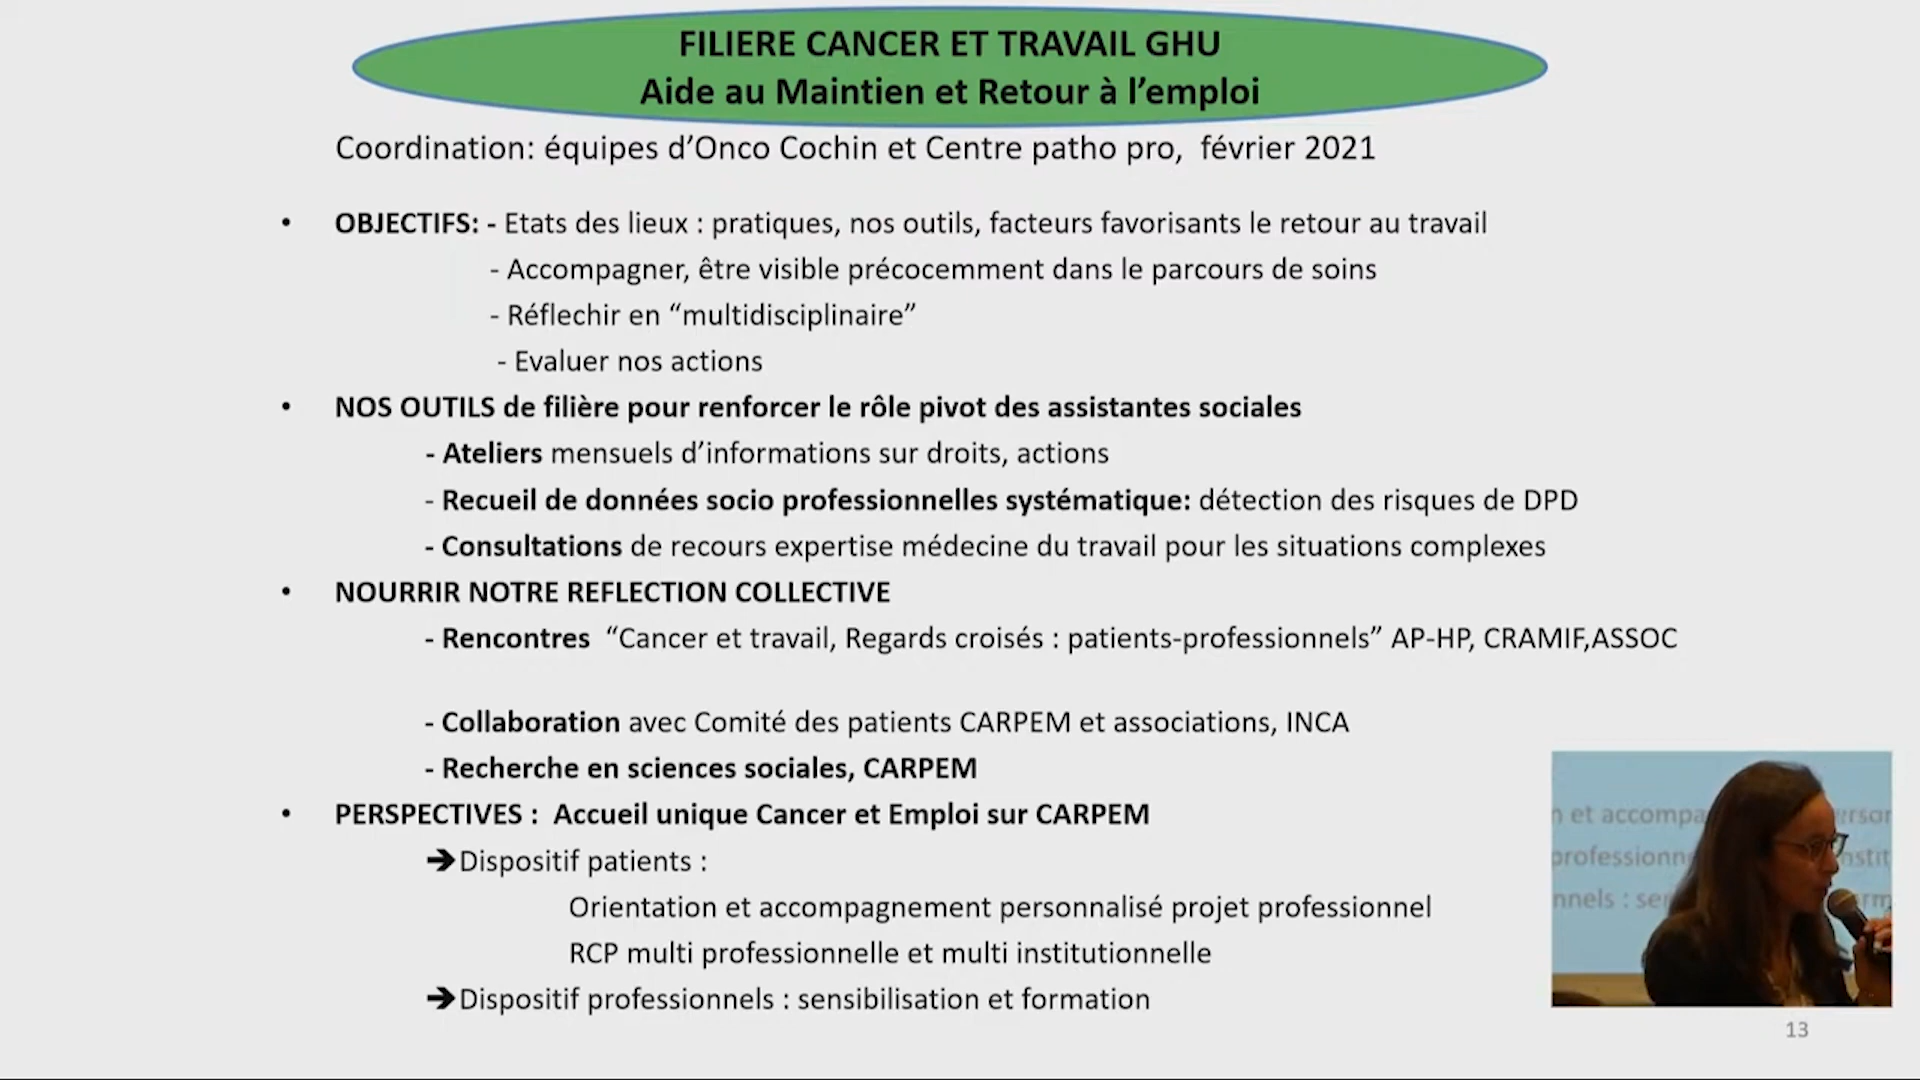 FILIERE CANCER ET TRAVAIL GHU
Aide au Maintien et Retour à l’emploi
Coordination: équipes d’Onco Cochin et Centre patho pro, février 2021
• OBJECTIFS: - Etats des lieux : pratiques, nos outils, facteurs favorisants le retour au travail
- Accompagner, être visible précocemment dans le parcours de soins
- Réflechir en “multidisciplinaire”
- Evaluer nos actions
• NOS OUTILS de filière pour renforcer le rôle pivot des assistantes sociales
- Ateliers mensuels d’informations sur droits, actions
- Recueil de données socio professionnelles systématique: détection des risques de DPD
- Consultations de recours expertise médecine du travail pour les situations complexes
• NOURRIR NOTRE REFLECTION COLLECTIVE
- Rencontres “Cancer et travail, Regards croisés : patients-professionnels” AP-HP, CRAMIF,ASSOC
- Collaboration avec Comité des patients CARPEM et associations, INCA
- Recherche en sciences sociales, CARPEM
• PERSPECTIVES : Accueil unique Cancer et Emploi sur CARPEM
➔Dispositif patients :
Orientation et accompagnement personnalisé projet professionnel
RCP multi professionnelle et multi institutionnelle
➔Dispositif professionnels : sensibilisation et formation
13